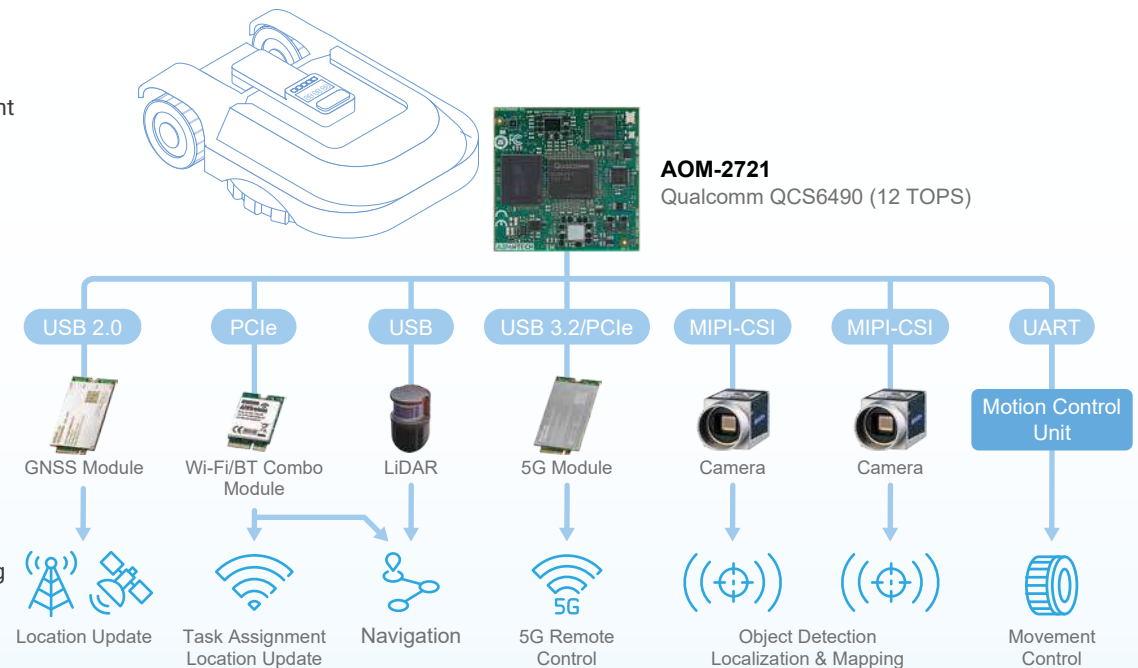 nt
AOM-2721
Qualcomm QCS6490 (12 TOPS)
USB 2.0
PCIe
USB
USB 3.2/PCIe
MIPI-CSI
MIPI-CSI
UART
GNSS Module
Wi-Fi/BT Combo
Module
LiDAR
5G Module
Camera
Camera
Motion Control
Unit
g
5G
Location Update
Task Assignment
Location Update
Navigation
5G Remote
Control
Object Detection
Localization & Mapping
Movement
Control